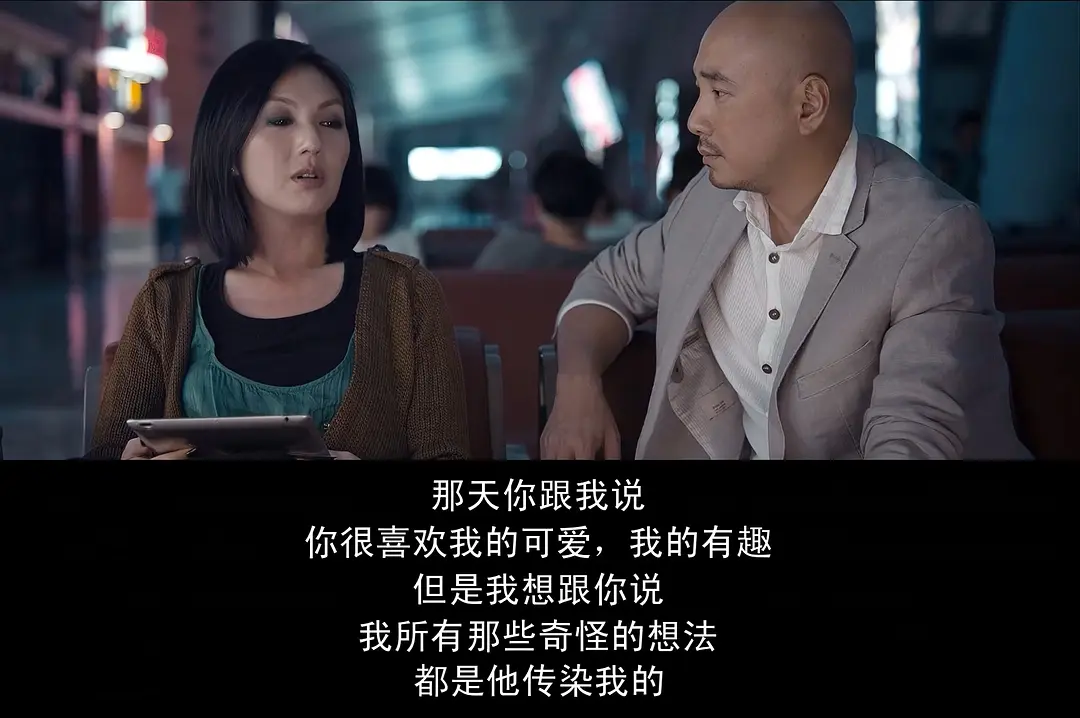 那天你跟我说
你很喜欢我的可爱，我的有趣
但是我想跟你说
我所有那些奇怪的想法
都是他传染我的